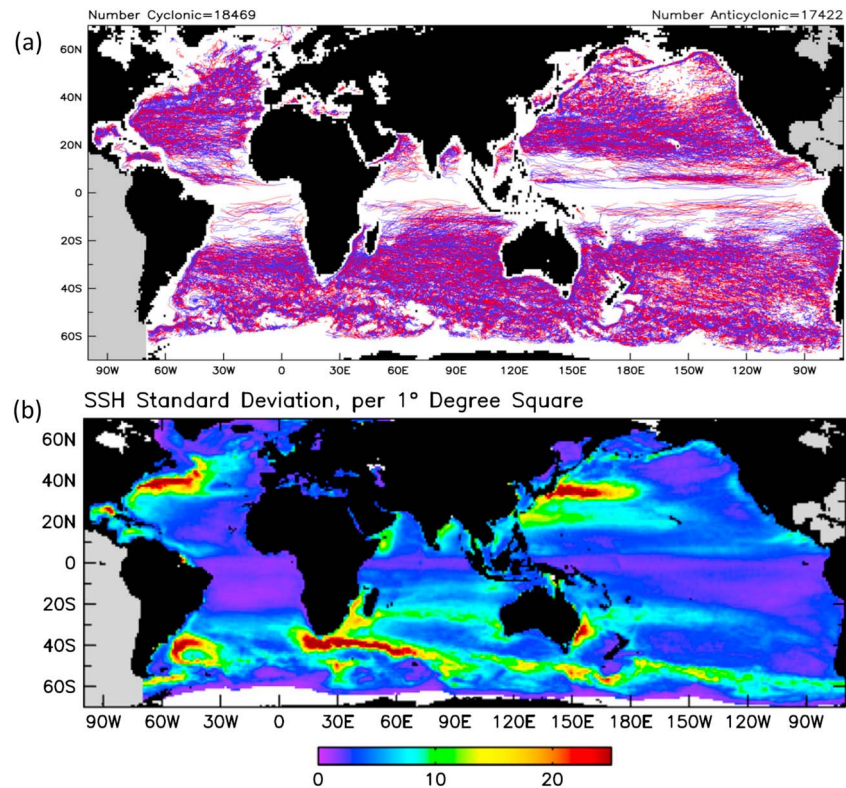 Number Cyclonic=18469 Number Anticyclonic=17422
(a)
60N
40N
20N
0
20S
40S
60S
90W 60W 30W 0 30E 60E 90E 120E 150E 180E 150W 120W 90W
(b) SSH Standard Deviation, per 1° Degree Square
60N
40N
20N
0
20S
40S
60S
90W 60W 30W 0 30E 60E 90E 120E 150E 180E 150W 120W 90W
0 10 20